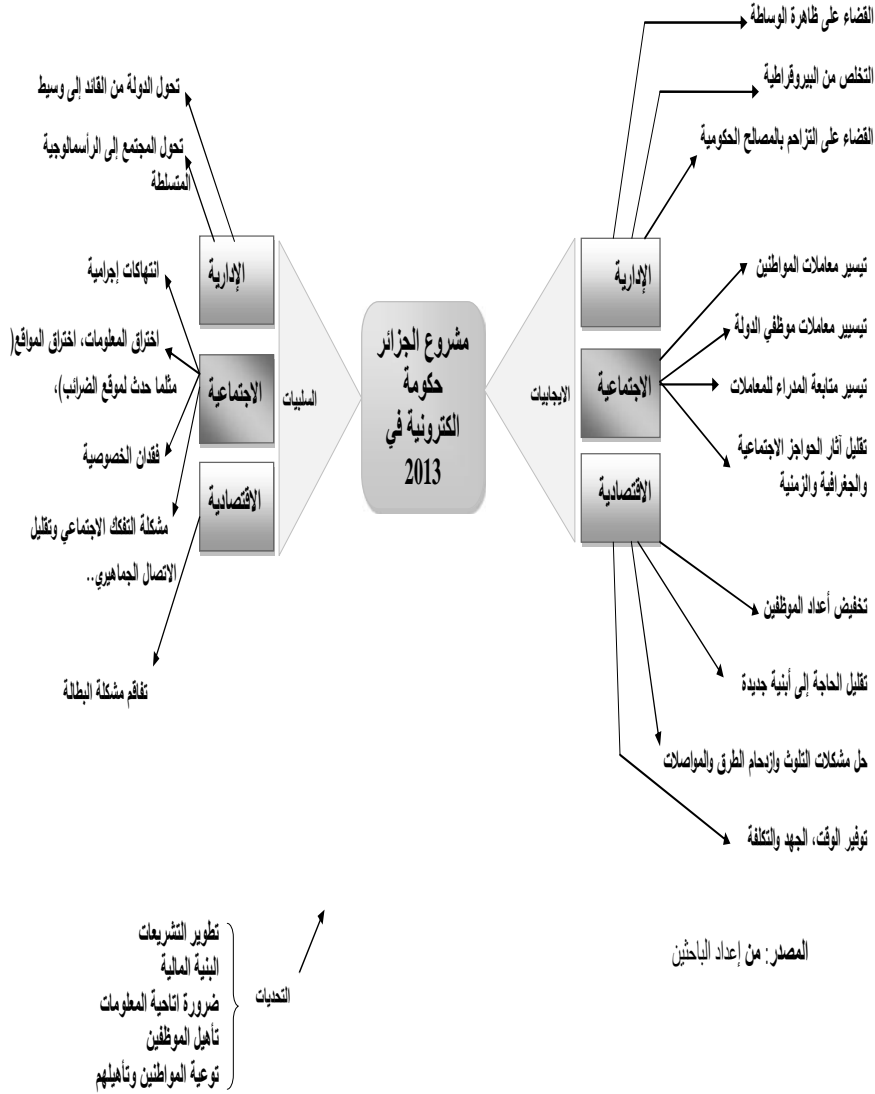 القضاء على ظاهرة الوساطة
التخلص من البيروقراطية
القضاء على التزاحم بالمصالح الحكومية
الإدارية
تيسير معاملات المواطنين
تيسيير معاملات موظفي الدولة
تيسير متابعة المدراء للمعاملات
تقليل آثار الحواجز الاجتماعية
والجغرافية والزمنية
الاجتماعية
الايجابيات
الاقتصادية
تخفيض أعداد الموظفين
تقليل الحاجة إلى أبنية جديدة
حل مشكلات التلوث وازدحام الطرق والمواصلات
توفير الوقت، الجهد والتكلفة
مشروع الجزائر
حكومة
الكترونية في
2013
السلبيات
تحول الدولة من القائد إلى وسيط
تحول المجتمع إلى الرأسمالوجية
المتسلطة
الإدارية
انتهاكات إجرامية
اختراق المعلومات، اختراق المواقع(
مثلما حدث لموقع الضرائب)،
فقدان الخصوصية
مشكلة التفكك الاجتماعي وتقليل
الاتصال الجماهيري..
الاجتماعية
الاقتصادية
تفاقم مشكلة البطالة
المصدر: من إعداد الباحثين
التحديات
تطوير التشريعات
البنية المالية
ضرورة اتاحية المعلومات
تأهيل الموظفين
توعية المواطنين وتأهيلهم